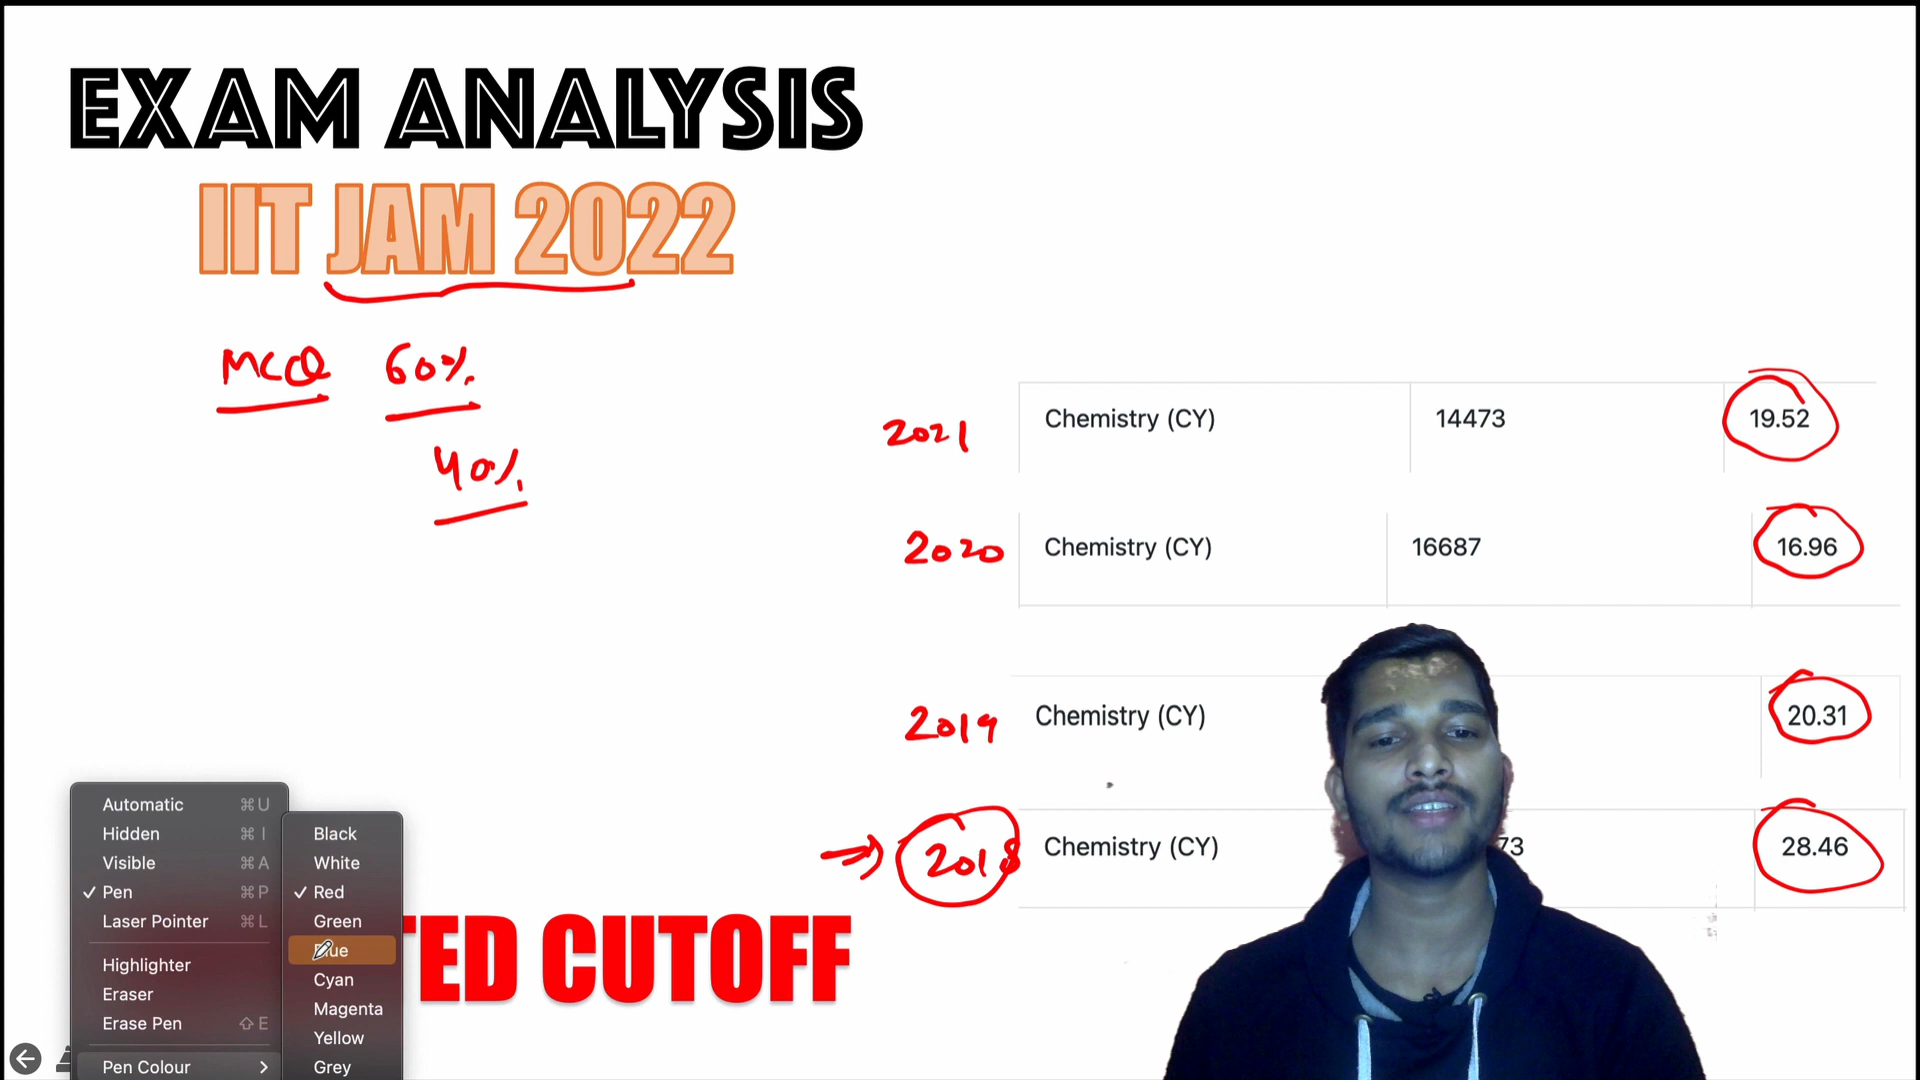 EXAM ANALYSIS
IIT JAM 2022
MCQ 60%
40%
2021 Chemistry (CY) 14473 19.52
2020 Chemistry (CY) 16687 16.96
2019 Chemistry (CY) 20.31
2018 Chemistry (CY) 73 28.46
TED CUTOFF
Automatic ⌘ U
Hidden ⌘ I
Visible ⌘ A
✓ Pen ⌘ P
Laser Pointer ⌘ L
Highlighter
Eraser
Erase Pen ⇧ E
Pen Colour >
Black
White
✓ Red
Green
Blue
Cyan
Magenta
Yellow
Grey